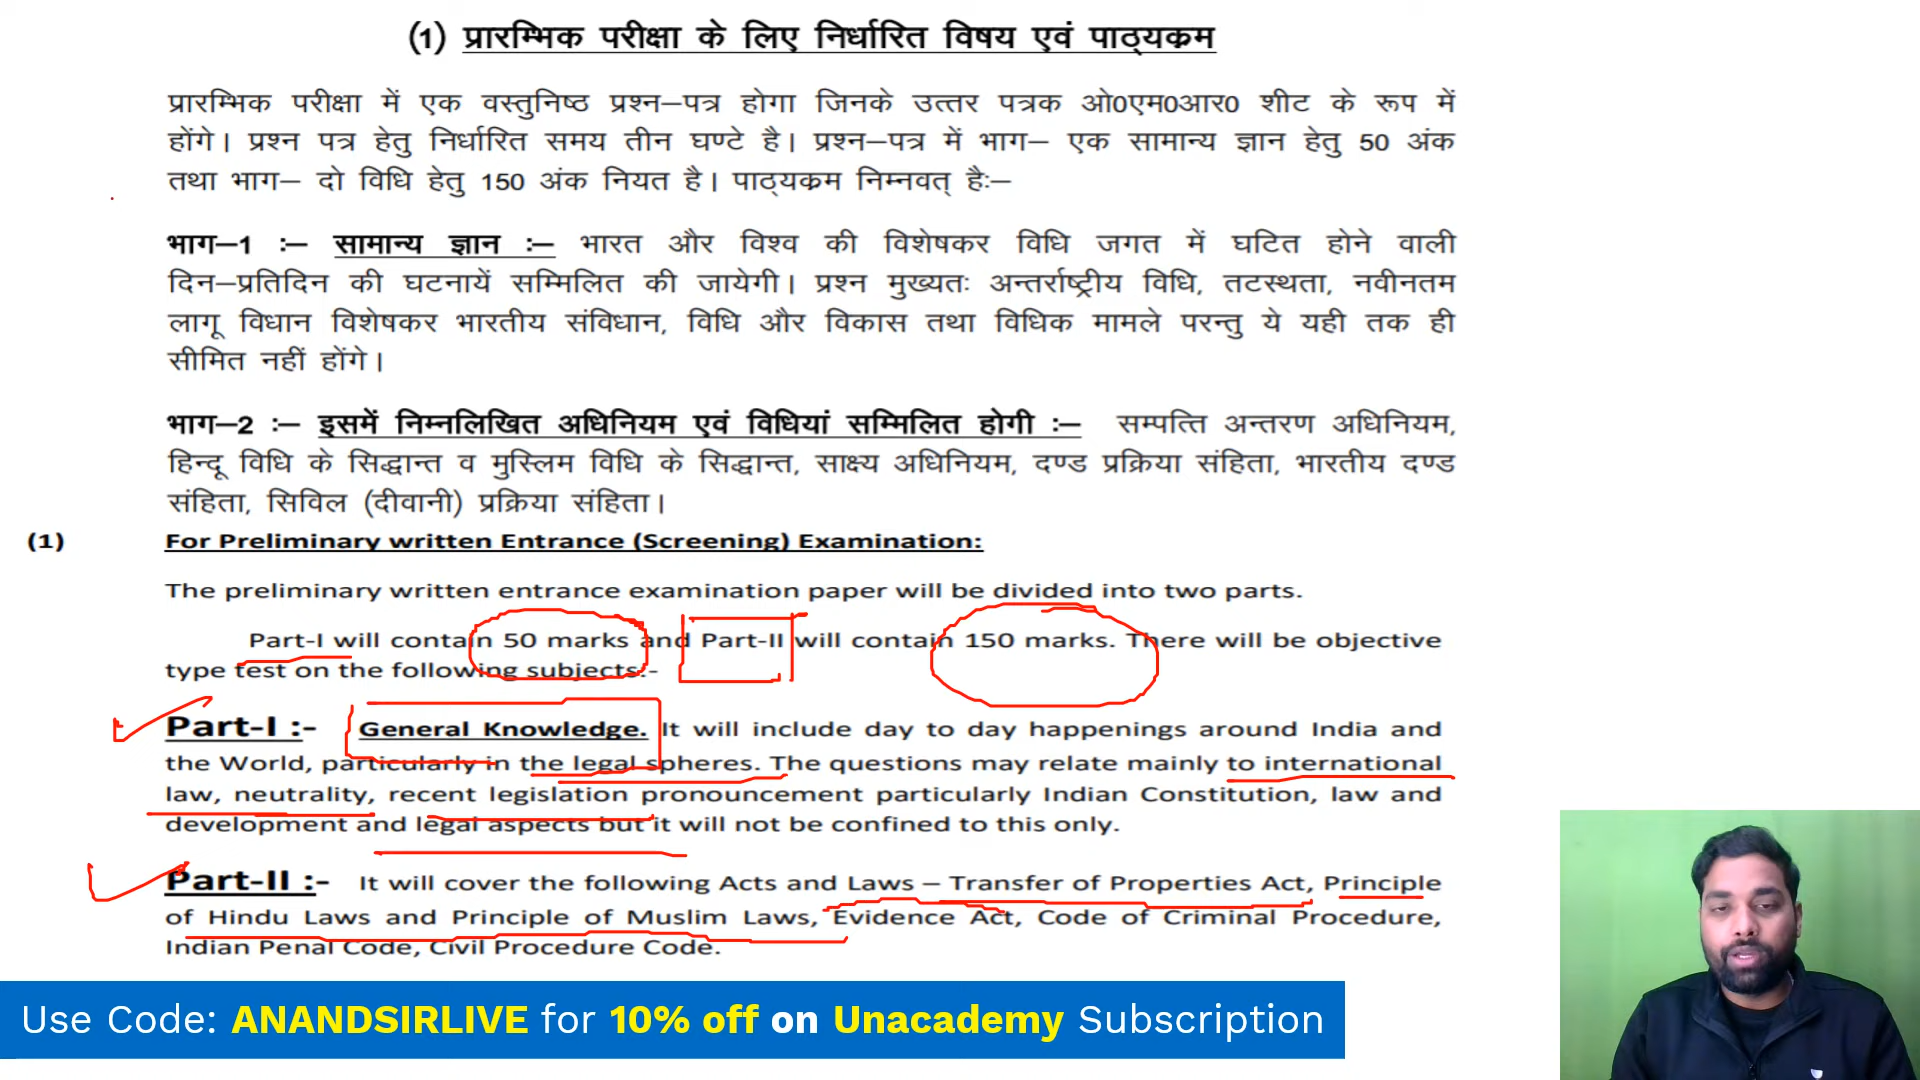 (1) प्रारम्भिक परीक्षा के लिए निर्धारित विषय एवं पाठ्यकम
प्रारम्भिक परीक्षा में एक वस्तुनिष्ठ प्रश्न–पत्र होगा जिनके उत्तर पत्रक ओ0एम0आर0 शीट के रूप में
होंगे। प्रश्न पत्र हेतु निर्धारित समय तीन घण्टे है। प्रश्न–पत्र में भाग– एक सामान्य ज्ञान हेतु 50 अंक
तथा भाग– दो विधि हेतु 150 अंक नियत है। पाठ्यकम निम्नवत् हैः–
भाग–1 :– सामान्य ज्ञान :– भारत और विश्व की विशेषकर विधि जगत में घटित होने वाली
दिन–प्रतिदिन की घटनायें सम्मिलित की जायेगी। प्रश्न मुख्यतः अन्तर्राष्ट्रीय विधि, तटस्थता, नवीनतम
लागू विधान विशेषकर भारतीय संविधान, विधि और विकास तथा विधिक मामले परन्तु ये यही तक ही
सीमित नहीं होंगे।
भाग–2 :– इसमें निम्नलिखित अधिनियम एवं विधियां सम्मिलित होगी :– सम्पत्ति अन्तरण अधिनियम,
हिन्दू विधि के सिद्धान्त व मुस्लिम विधि के सिद्धान्त, साक्ष्य अधिनियम, दण्ड प्रक्रिया संहिता, भारतीय दण्ड
संहिता, सिविल (दीवानी) प्रक्रिया संहिता।
(1) For Preliminary written Entrance (Screening) Examination:
The preliminary written entrance examination paper will be divided into two parts.
Part-I will contain 50 marks and Part-II will contain 150 marks. There will be objective
type test on the following subjects:-
Part-I :- General Knowledge. It will include day to day happenings around India and
the World, particularly in the legal spheres. The questions may relate mainly to international
law, neutrality, recent legislation pronouncement particularly Indian Constitution, law and
development and legal aspects but it will not be confined to this only.
Part-II :- It will cover the following Acts and Laws – Transfer of Properties Act, Principle
of Hindu Laws and Principle of Muslim Laws, Evidence Act, Code of Criminal Procedure,
Indian Penal Code, Civil Procedure Code.
Use Code: ANANDSIRLIVE for 10% off on Unacademy Subscription